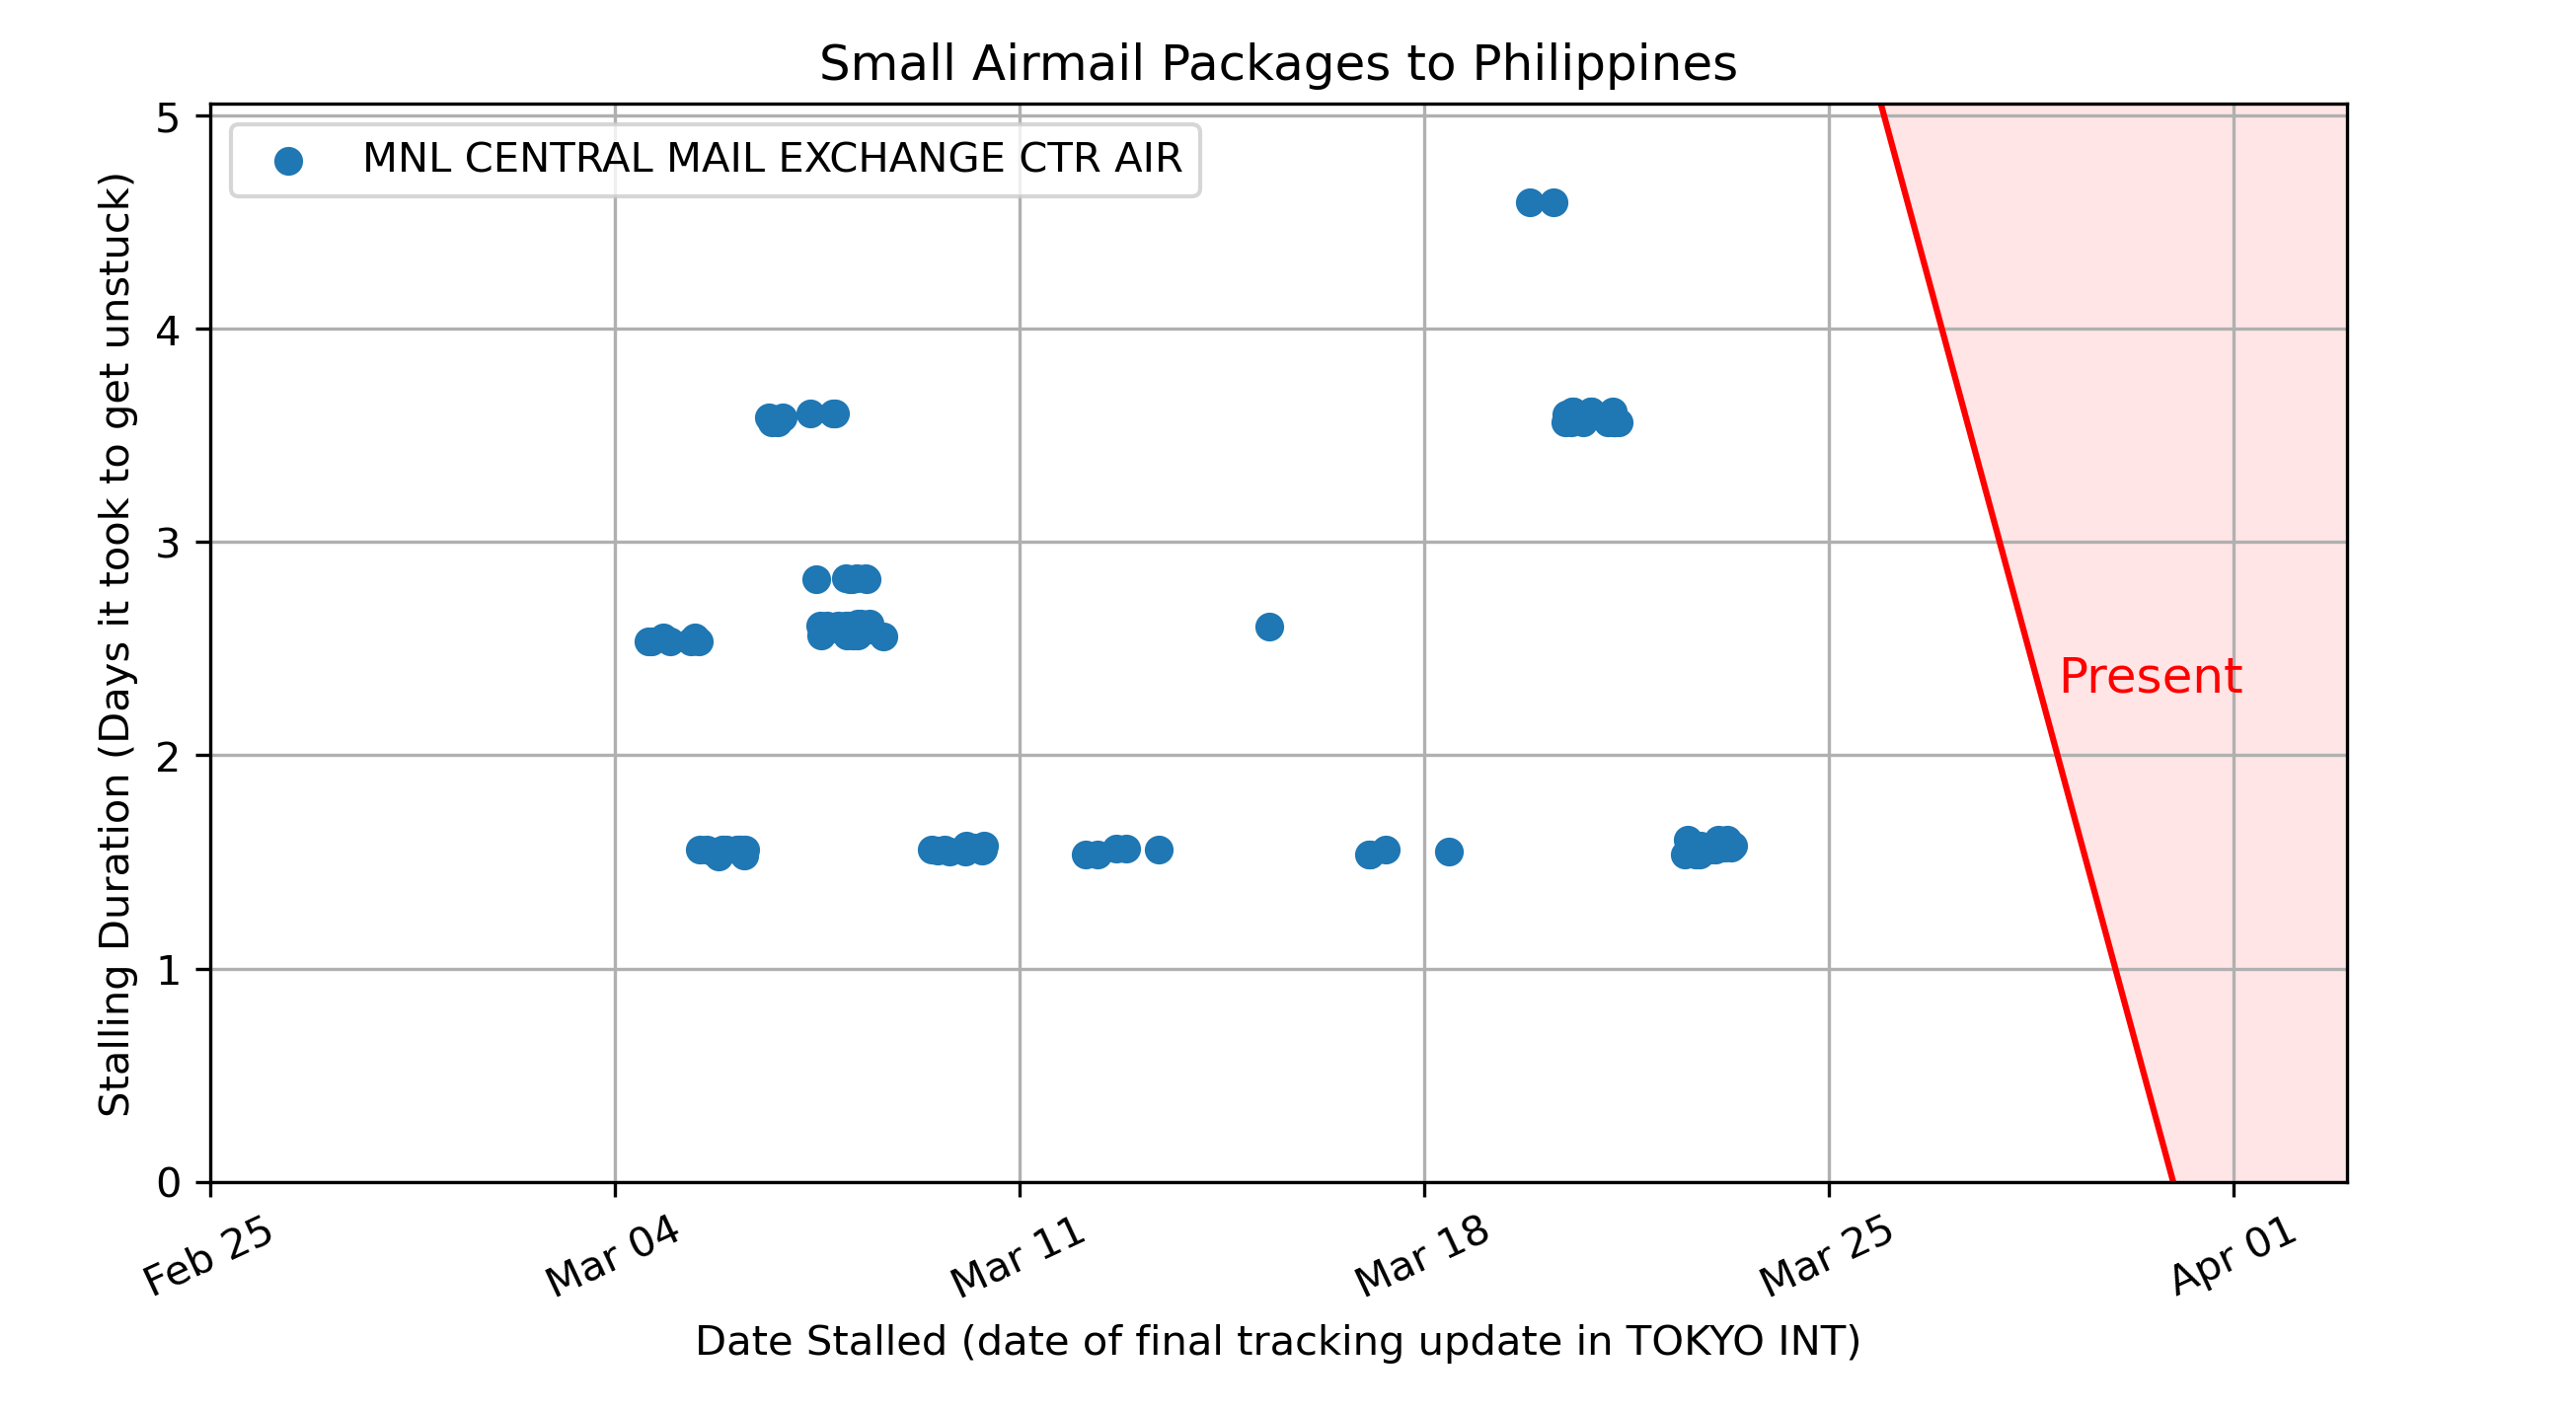 Small Airmail Packages to Philippines
MNL CENTRAL MAIL EXCHANGE CTR AIR
Stalling Duration (Days it took to get unstuck)
5
4
3
2
1
0
Present
Feb 25
Mar 04
Mar 11
Mar 18
Mar 25
Apr 01
Date Stalled (date of final tracking update in TOKYO INT)